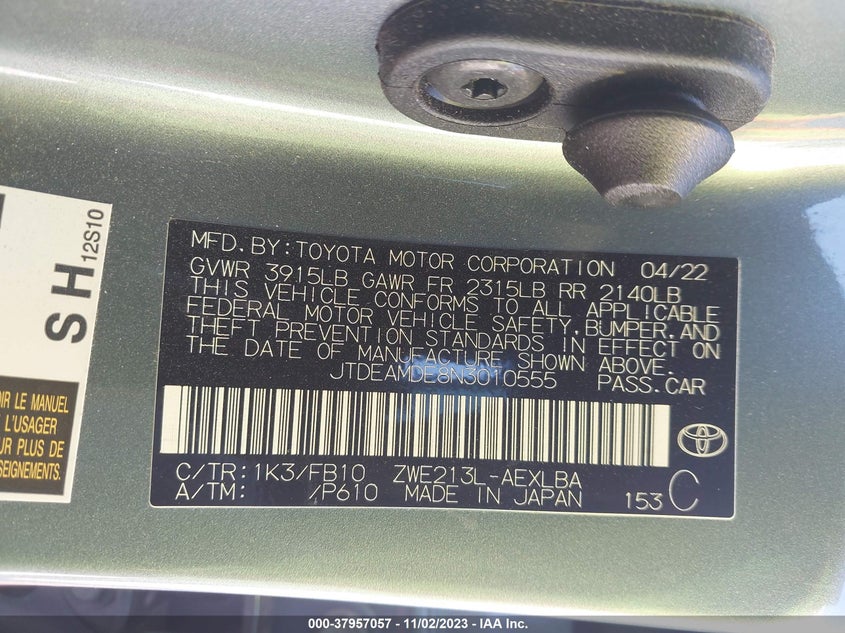 SH
12S10
IR LE MANUEL
L'USAGER
UR PLUS DE
SEIGNEMENTS.
MFD. BY: TOYOTA MOTOR CORPORATION 04/22
GVWR 3915LB GAWR FR 2315LB RR 2140LB
THIS VEHICLE CONFORMS TO ALL APPLICABLE
FEDERAL MOTOR VEHICLE SAFETY, BUMPER, AND
THEFT PREVENTION STANDARDS IN EFFECT ON
THE DATE OF MANUFACTURE SHOWN ABOVE.
JTDEAMDE8N3010555 PASS.CAR
C/TR: 1K3/FB10 ZWE213L-AEXLBA
A/TM: /P610 MADE IN JAPAN 153 C
000-37957057 - 11/02/2023 - IAA Inc.